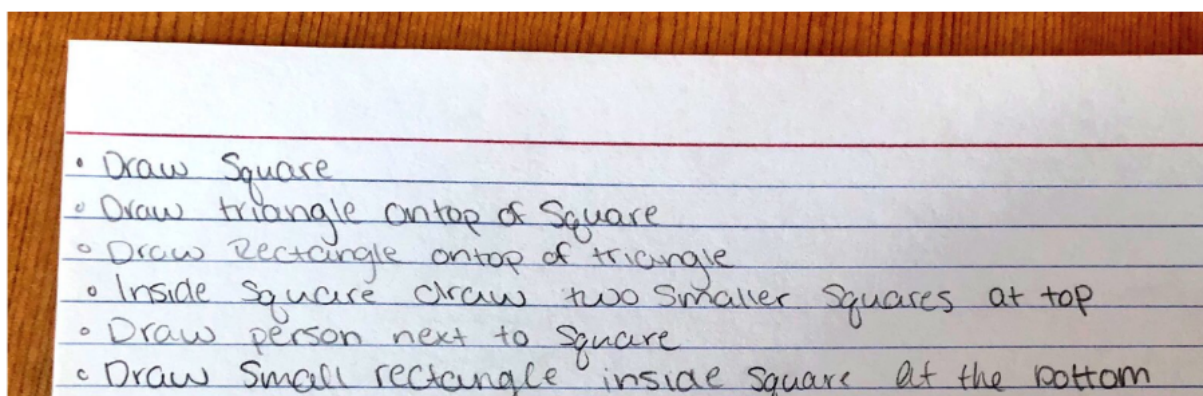 • Draw Square
• Draw triangle ontop of Square
• Draw Rectangle ontop of triangle
• Inside Square draw two Smaller Squares at top
• Draw person next to Square
• Draw Small rectangle inside Square at the bottom